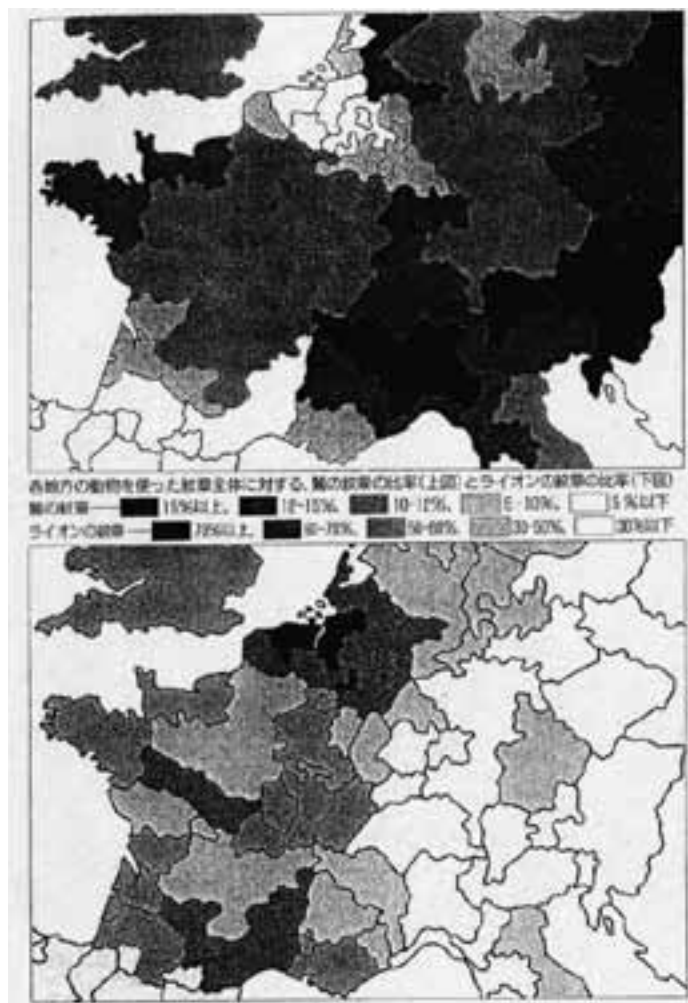 各地方の動物を使った紋章全体に対する、鷲の紋章の比率(上図)とライオンの紋章の比率(下図)
鷲の紋章――15%以上, 12-15%, 10-12%, 5-10%, 5%以下
ライオンの紋章――70%以上, 60-70%, 50-60%, 30-50%, 30%以下